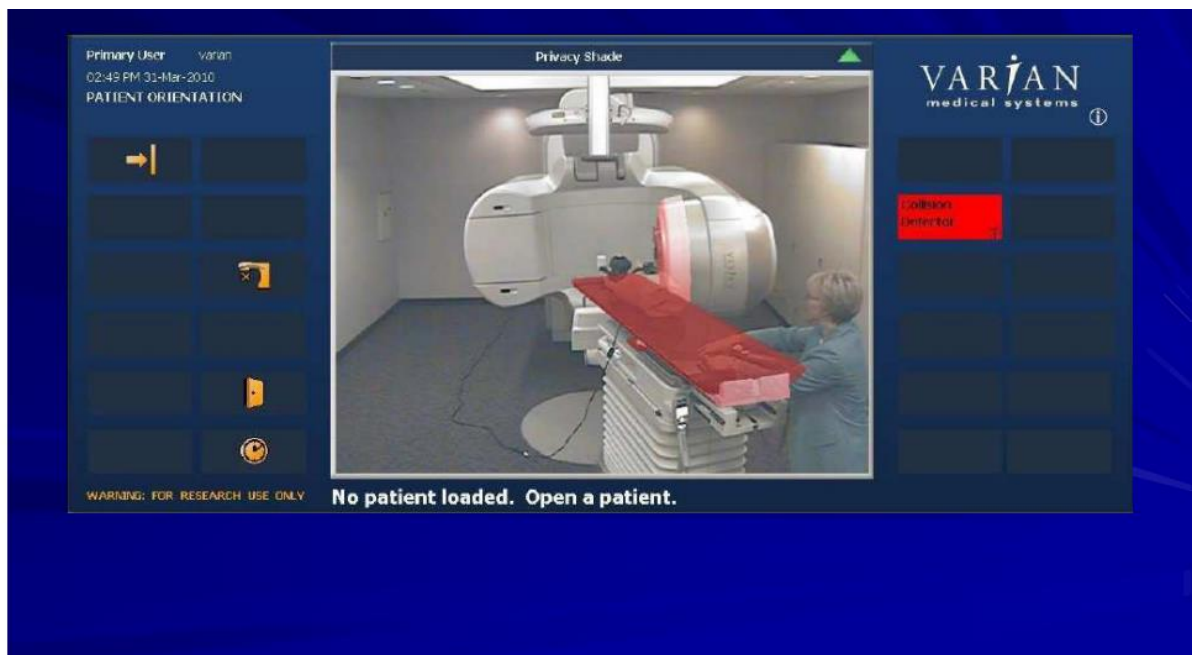 Primary User varian
02:49 PM 31-Mar-2010
PATIENT ORIENTATION
Privacy Shade
VARIAN
medical systems
Collision
Detector
WARNING: FOR RESEARCH USE ONLY
No patient loaded. Open a patient.